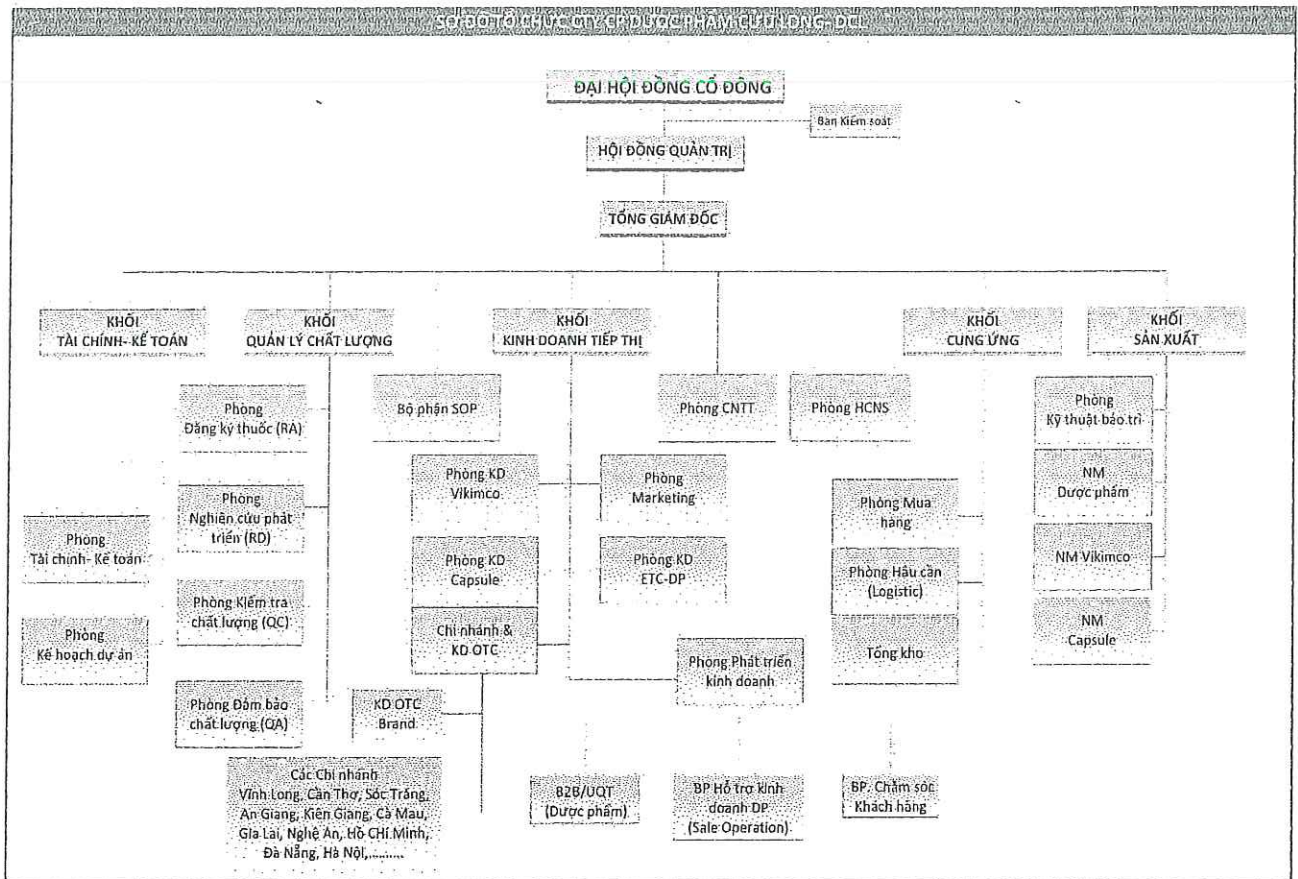 SƠ ĐỒ TỔ CHỨC CTY CP DƯỢC PHẨM CỬU LONG- DCL
ĐẠI HỘI ĐỒNG CỔ ĐÔNG
Ban Kiểm soát
HỘI ĐỒNG QUẢN TRỊ
TỔNG GIÁM ĐỐC
KHỐI
TÀI CHÍNH- KẾ TOÁN
KHỐI
QUẢN LÝ CHẤT LƯỢNG
KHỐI
KINH DOANH TIẾP THỊ
KHỐI
CUNG ỨNG
KHỐI
SẢN XUẤT
Phòng
Đăng ký thuốc (RA)
Bộ phận SOP
Phòng CNTT
Phòng HCNS
Phòng
Kỹ thuật bảo trì
Phòng KD
Vikimco
Phòng
Marketing
NM
Dược phẩm
Phòng
Nghiên cứu phát
triển (RD)
Phòng Mua
hàng
Phòng
Tài chính- Kế toán
Phòng KD
Capsule
Phòng KD
ETC-DP
Phòng Hậu cần
(Logistic)
NM Vikimco
Phòng Kiểm tra
chất lượng (QC)
Phòng
Kế hoạch dự án
Chi nhánh &
KD OTC
Tổng kho
NM
Capsule
Phòng Phát triển
kinh doanh
Phòng Đảm bảo
chất lượng (QA)
KD OTC
Brand
Các Chi nhánh
Vĩnh Long, Cần Thơ, Sóc Trăng,
An Giang, Kiên Giang, Cà Mau,
Gia Lai, Nghệ An, Hồ CHí Minh,
Đà Nẵng, Hà Nội,..........
B2B/UQT
(Dược phẩm)
BP Hỗ trợ kinh
doanh DP
(Sale Operation)
BP. Chăm sóc
Khách hàng